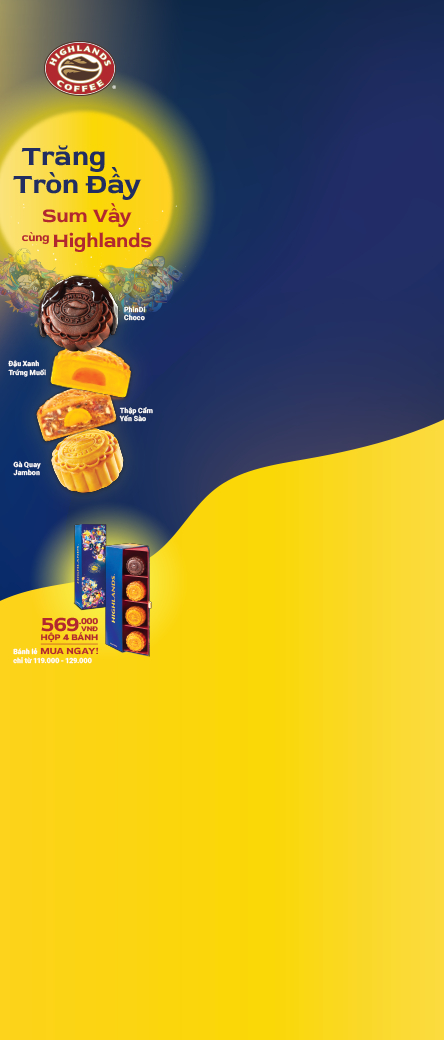 HIGHLANDS
COFFEE
®
Trăng
Tròn Đầy
Sum Vầy
cùng Highlands
PhinDi
Choco
Đậu Xanh
Trứng Muối
Thập Cẩm
Yến Sào
Gà Quay
Jambon
HIGHLANDS
HIGHLANDS
569.000
VNĐ
HỘP 4 BÁNH
MUA NGAY!
Bánh lẻ
chỉ từ 119.000 - 129.000